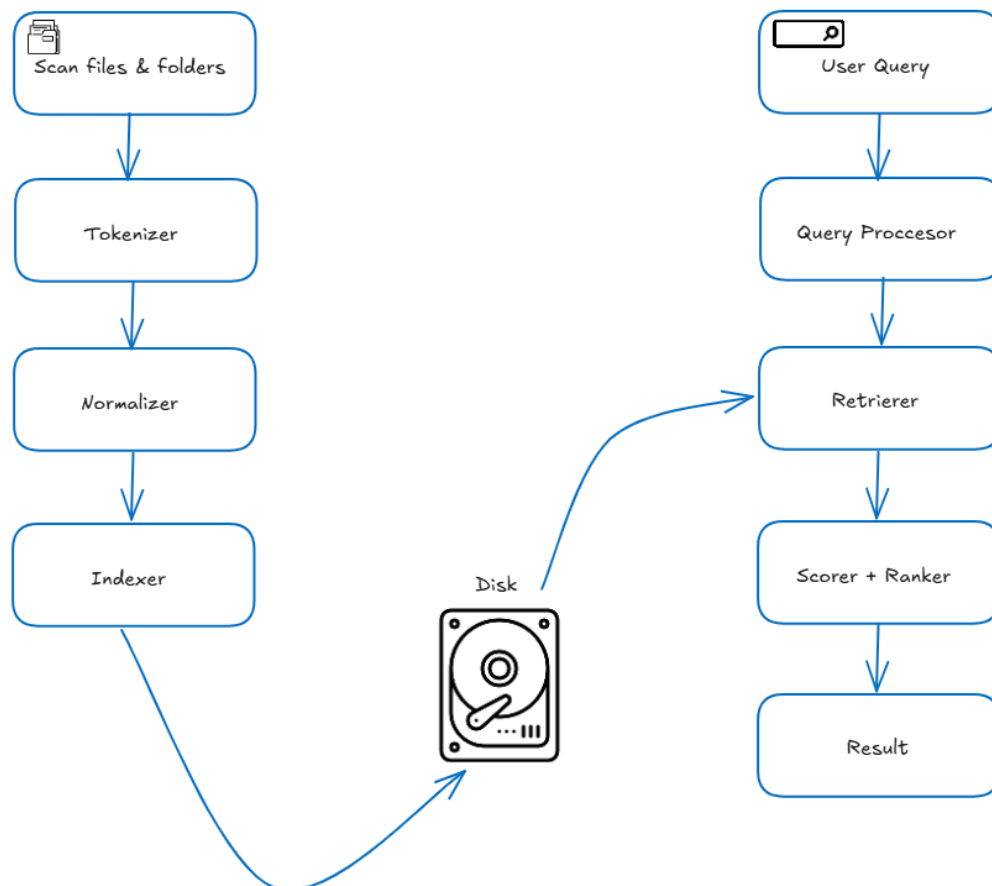 Scan files & folders
Tokenizer
Normalizer
Indexer
Disk
User Query
Query Proccesor
Retrierer
Scorer + Ranker
Result